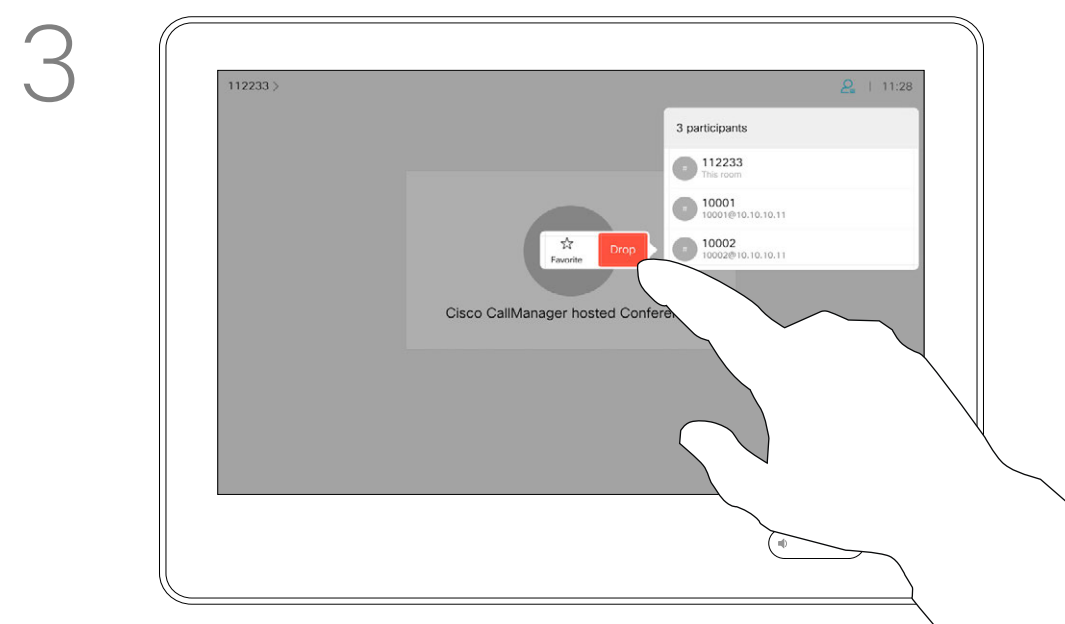 3
112233 >
| 11:28
3 participants
112233
This room
10001
10001@10.10.10.11
10002
10002@10.10.10.11
Favorite
Drop
Cisco CallManager hosted